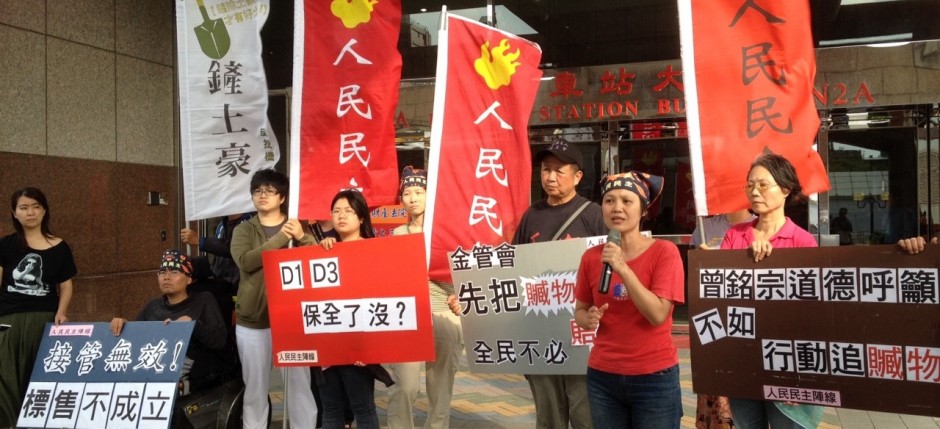 鏟土豪
人民民
人民民
人民民
車站大
STATION BU
N2A
D1 D3
保全了沒？
人民民主陣線
人民民主陣線
接管無效！
標售不成立
金管會
先把贓物
全民不必
曾銘宗道德呼籲
不如
行動追贓物
人民民主陣線